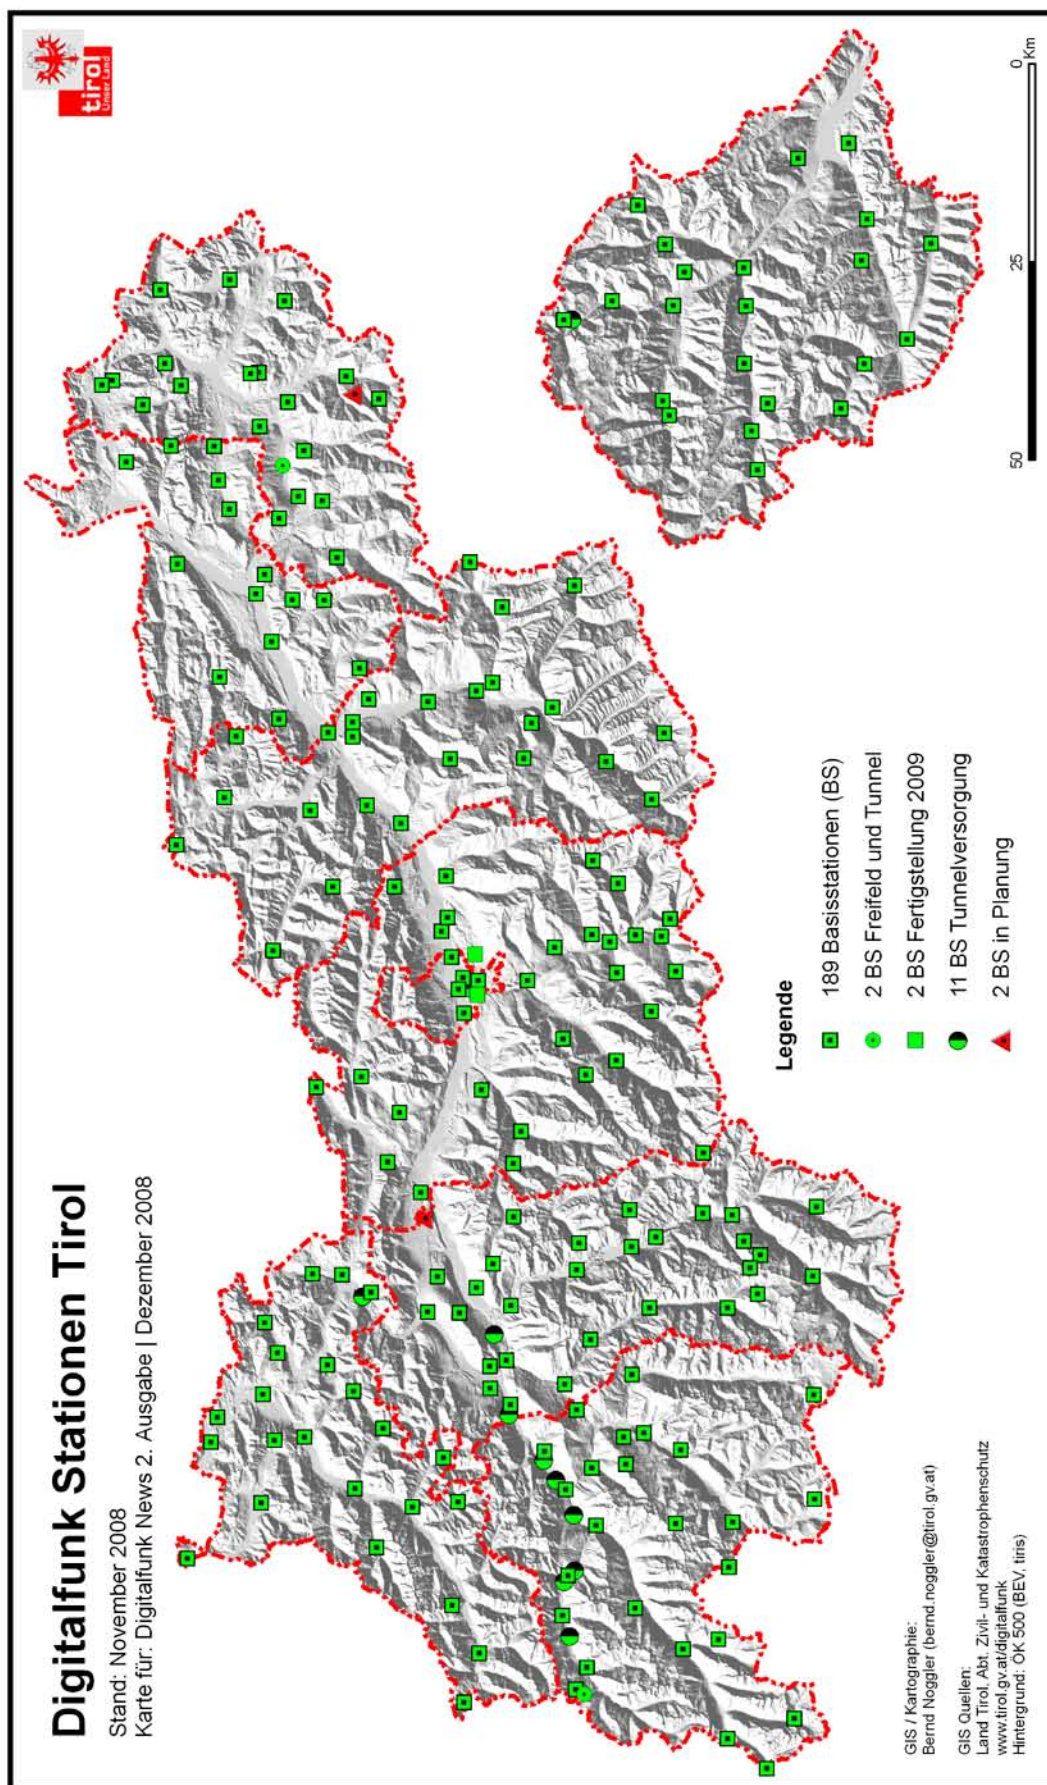 Digitalfunk Stationen Tirol
Stand: November 2008
Karte für: Digitalfunk News 2. Ausgabe | Dezember 2008
tirol
Unser Land
Legende
189 Basisstationen (BS)
2 BS Freifeld und Tunnel
2 BS Fertigstellung 2009
11 BS Tunnelversorgung
2 BS in Planung
GIS / Kartographie:
Bernd Noggler (bernd.noggler@tirol.gv.at)
GIS Quellen:
Land Tirol, Abt. Zivil- und Katastrophenschutz
www.tirol.gv.at/digitalfunk
Hintergrund: ÖK 500 (BEV, tiris)
50 25 0
Km